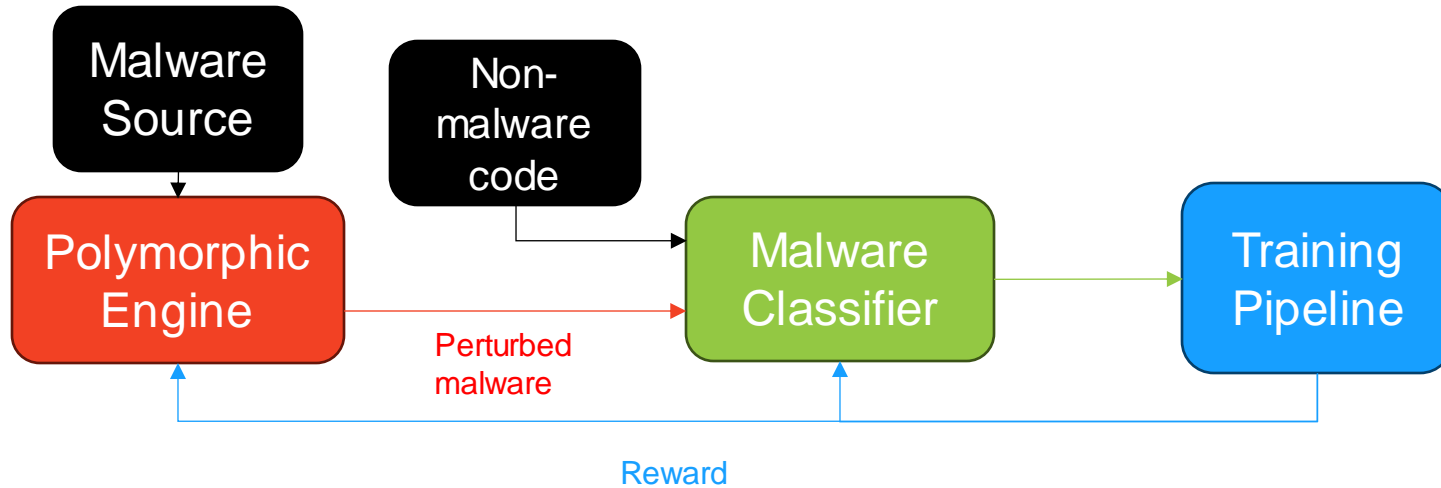 Malware
Source
Non-
malware
code
Polymorphic
Engine
Malware
Classifier
Training
Pipeline
Perturbed
malware
Reward